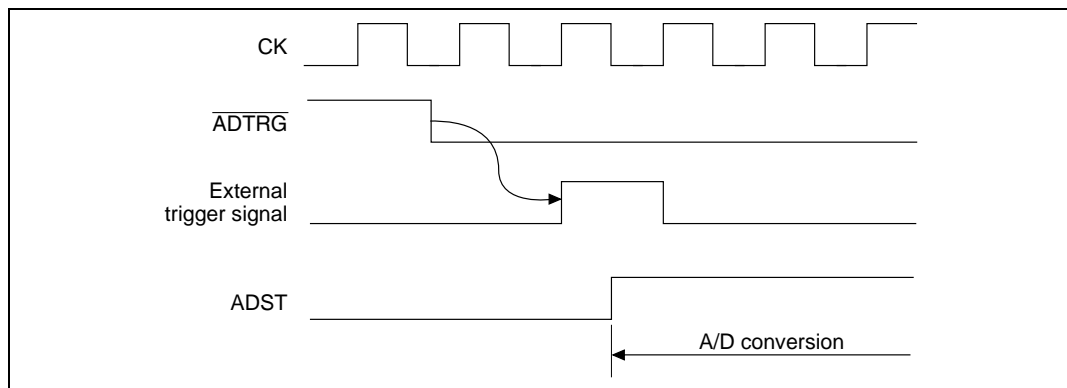 CK
ADTRG
External
trigger signal
ADST
A/D conversion